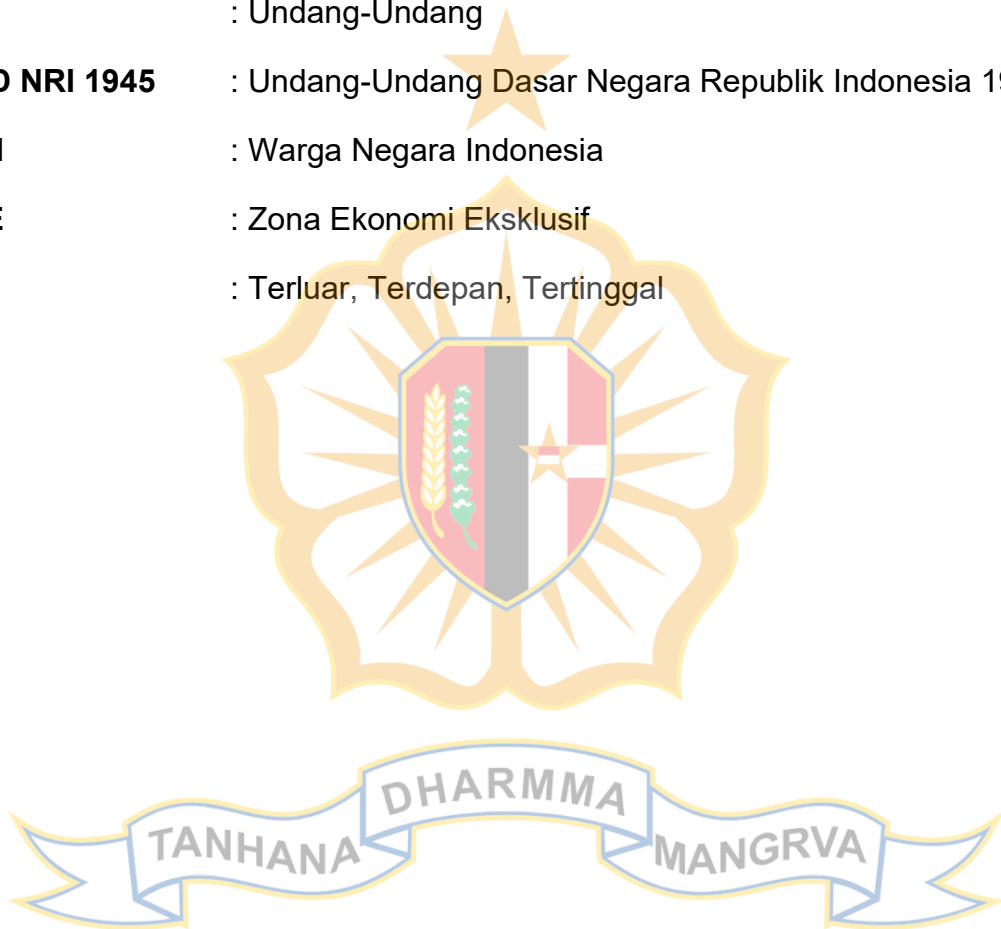 : Undang-Undang
NRI 1945 : Undang-Undang Dasar Negara Republik Indonesia
: Warga Negara Indonesia
: Zona Ekonomi Eksklusif
: Terluar, Terdepan, Tertinggal
TANHANA DHARMMA MANGRVA